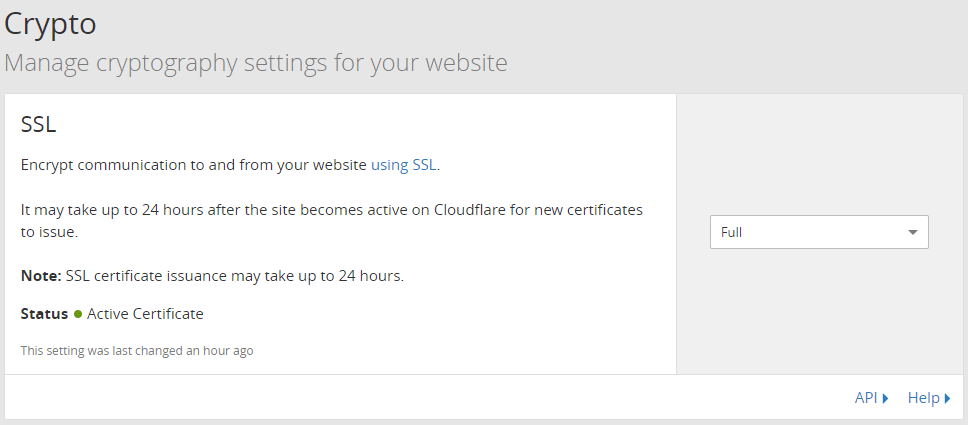 Crypto
Manage cryptography settings for your website
SSL
Encrypt communication to and from your website using SSL.
It may take up to 24 hours after the site becomes active on Cloudflare for new certificates
to issue.
Full
Note: SSL certificate issuance may take up to 24 hours.
Status Active Certificate
This setting was last changed an hour ago
API Help